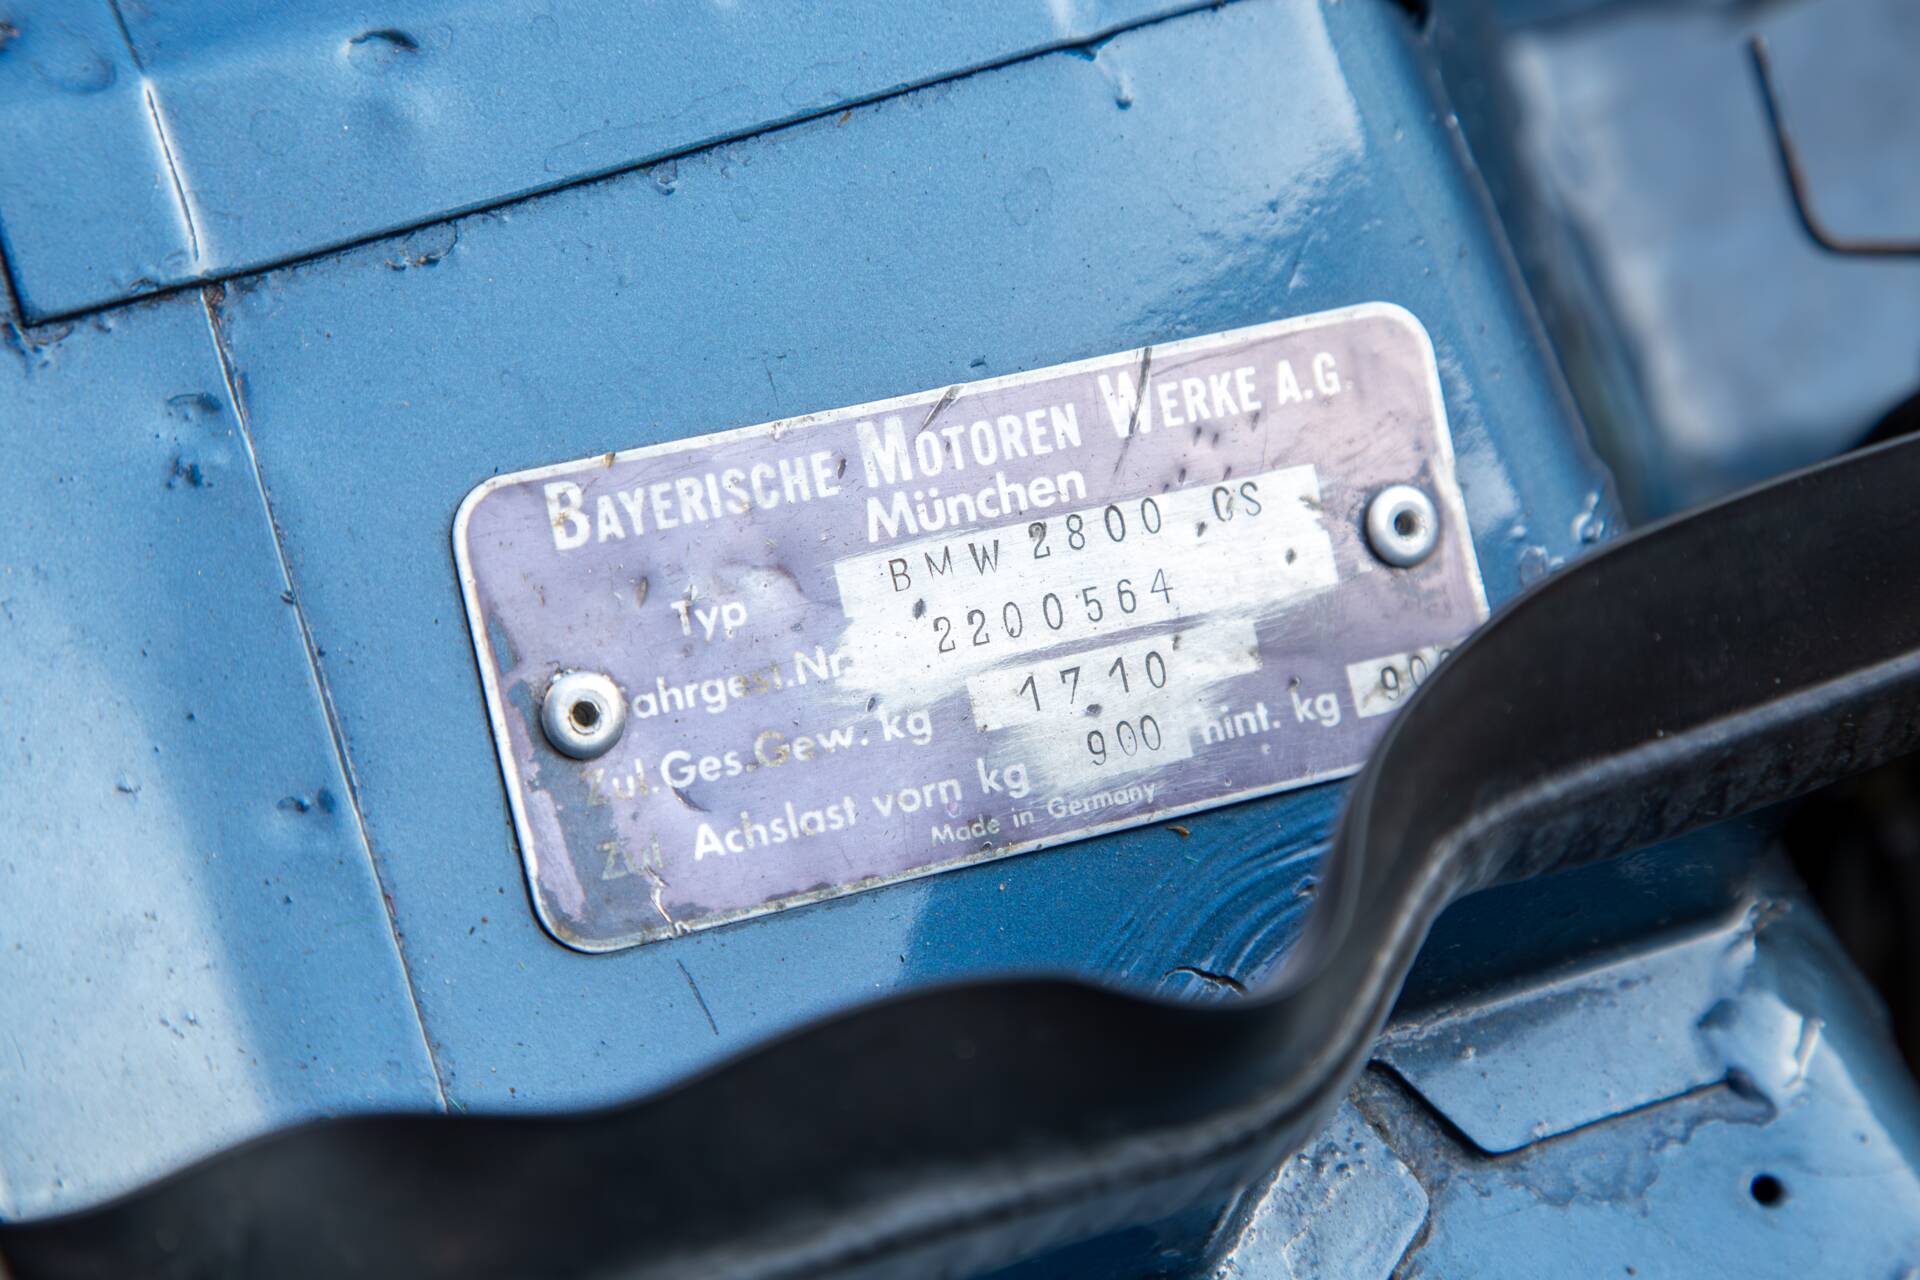 BAYERISCHE MOTOREN WERKE A.G.
München
Typ BMW 2800 CS
ahrgest.Nr 2200564
Zul.Ges.Gew. kg 1710
Zul Achslast vorn kg 900 hint. kg 900
Made in Germany